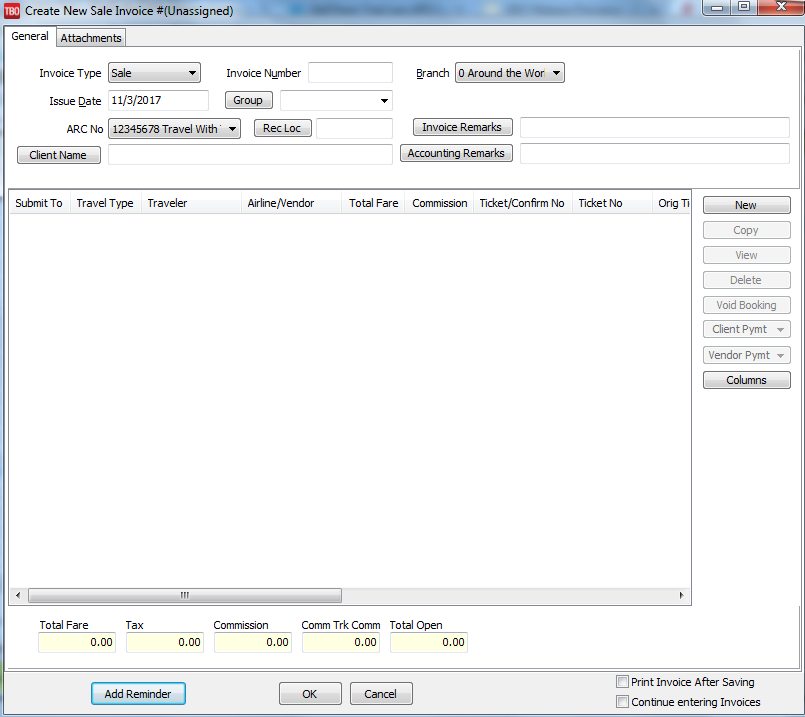 TBO Create New Sale Invoice #(Unassigned)
General Attachments
Invoice Type Sale Invoice Number Branch 0 Around the Worl
Issue Date 11/3/2017 Group
ARC No 12345678 Travel With Rec Loc Invoice Remarks
Client Name Accounting Remarks
Submit To Travel Type Traveler Airline/Vendor Total Fare Commission Ticket/Confirm No Ticket No Orig Ti
New
Copy
View
Delete
Void Booking
Client Pymt
Vendor Pymt
Columns
Total Fare Tax Commission Comm Trk Comm Total Open
0.00 0.00 0.00 0.00 0.00
Add Reminder OK Cancel Print Invoice After Saving
Continue entering Invoices